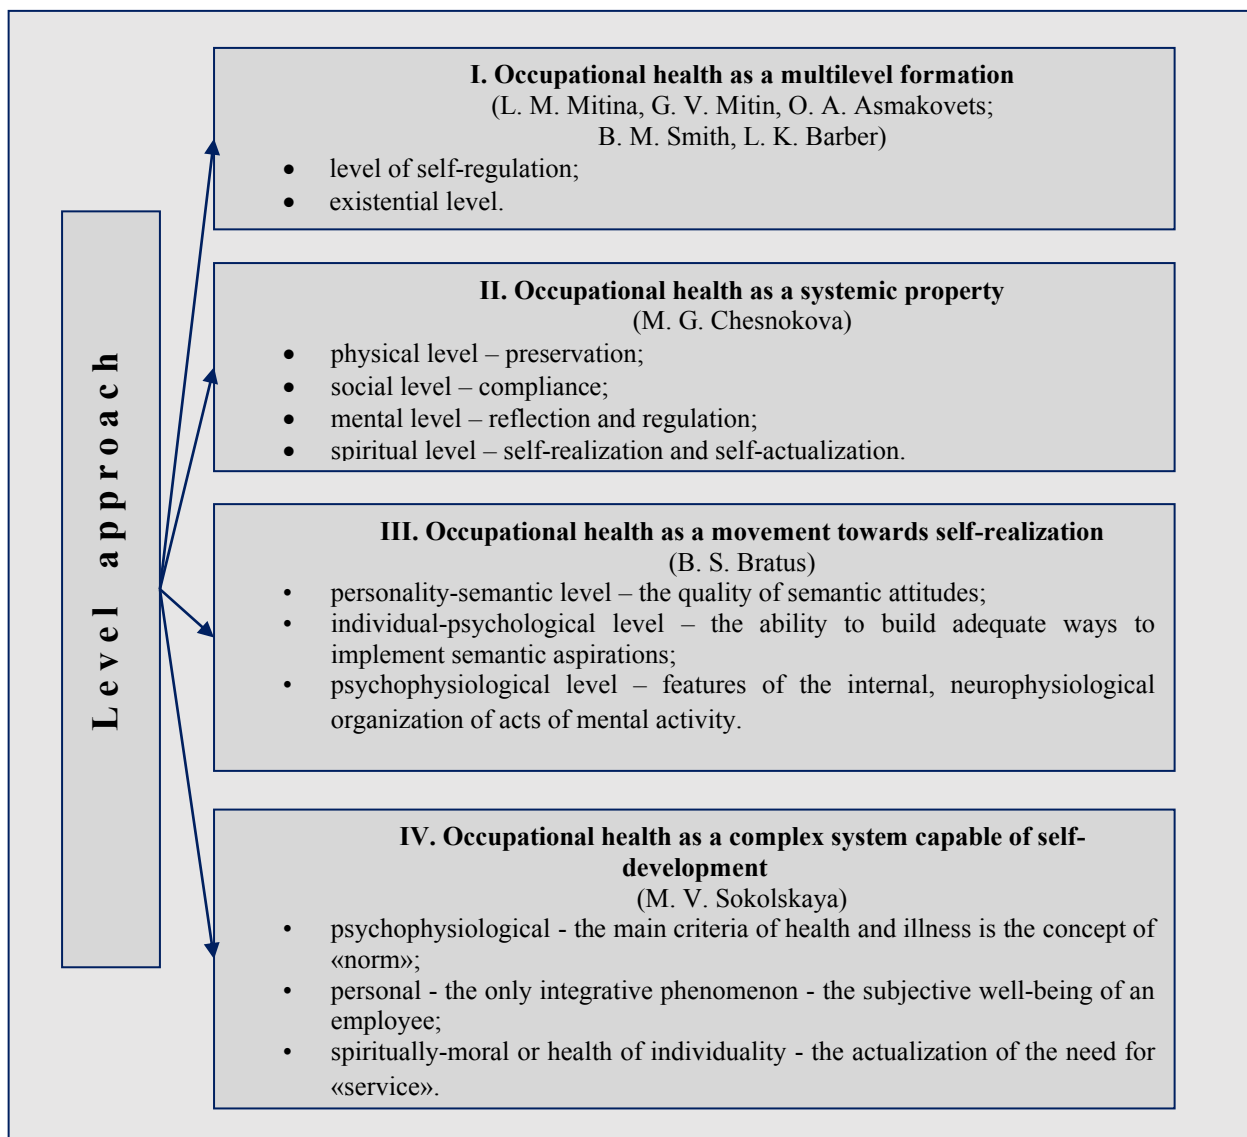 I. Occupational health as a multilevel formation
(L. M. Mitina, G. V. Mitin, O. A. Asmakovets;
B. M. Smith, L. K. Barber)
• level of self-regulation;
• existential level.
Level approach
II. Occupational health as a systemic property
(M. G. Chesnokova)
• physical level – preservation;
• social level – compliance;
• mental level – reflection and regulation;
• spiritual level – self-realization and self-actualization.
III. Occupational health as a movement towards self-realization
(B. S. Bratus)
• personality-semantic level – the quality of semantic attitudes;
• individual-psychological level – the ability to build adequate ways to
implement semantic aspirations;
• psychophysiological level – features of the internal, neurophysiological
organization of acts of mental activity.
IV. Occupational health as a complex system capable of self-
development
(M. V. Sokolskaya)
• psychophysiological - the main criteria of health and illness is the concept of
«norm»;
• personal - the only integrative phenomenon - the subjective well-being of an
employee;
• spiritually-moral or health of individuality - the actualization of the need for
«service».